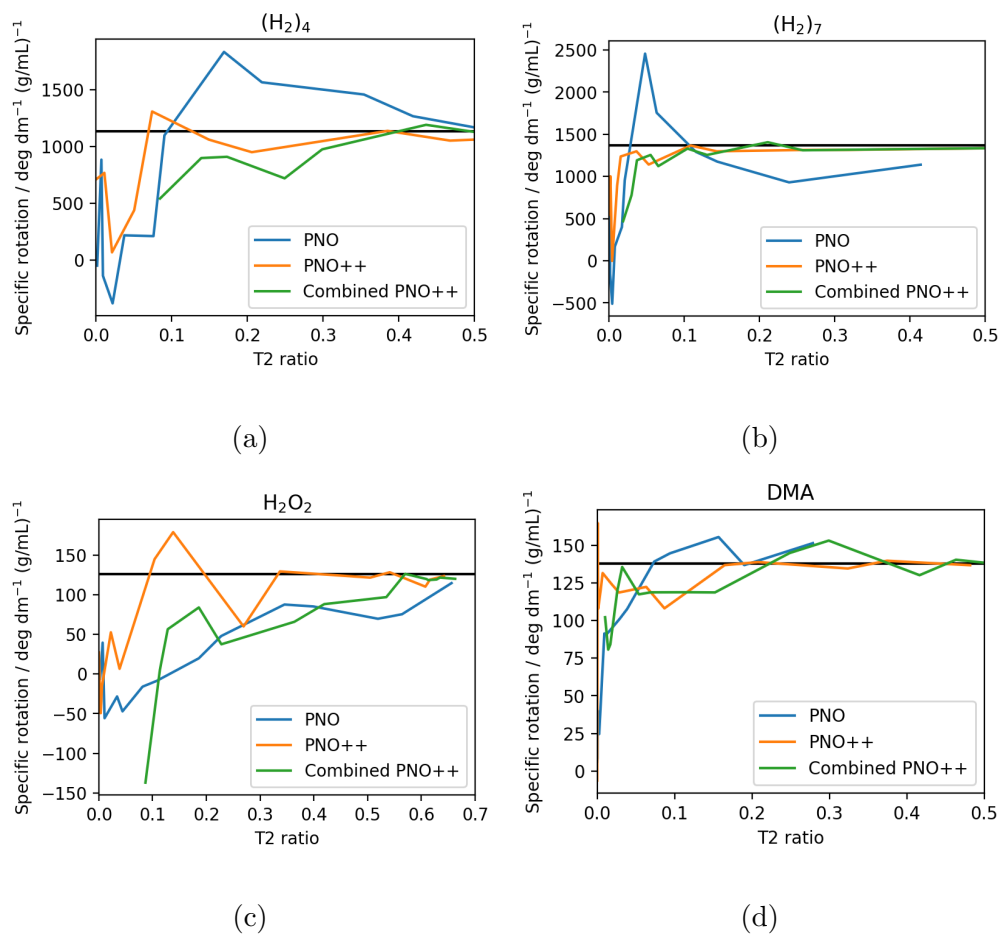 (H₂)₄
Specific rotation / deg dm⁻¹ (g/mL)⁻¹
1500
1000
500
0
PNO
PNO++
Combined PNO++
0.0 0.1 0.2 0.3 0.4 0.5
T2 ratio
(a)
(H₂)₇
Specific rotation / deg dm⁻¹ (g/mL)⁻¹
2500
2000
1500
1000
500
0
−500
PNO
PNO++
Combined PNO++
0.0 0.1 0.2 0.3 0.4 0.5
T2 ratio
(b)
H₂O₂
Specific rotation / deg dm⁻¹ (g/mL)⁻¹
150
100
50
0
−50
−100
−150
PNO
PNO++
Combined PNO++
0.0 0.1 0.2 0.3 0.4 0.5 0.6 0.7
T2 ratio
(c)
DMA
Specific rotation / deg dm⁻¹ (g/mL)⁻¹
150
125
100
75
50
25
0
PNO
PNO++
Combined PNO++
0.0 0.1 0.2 0.3 0.4 0.5
T2 ratio
(d)